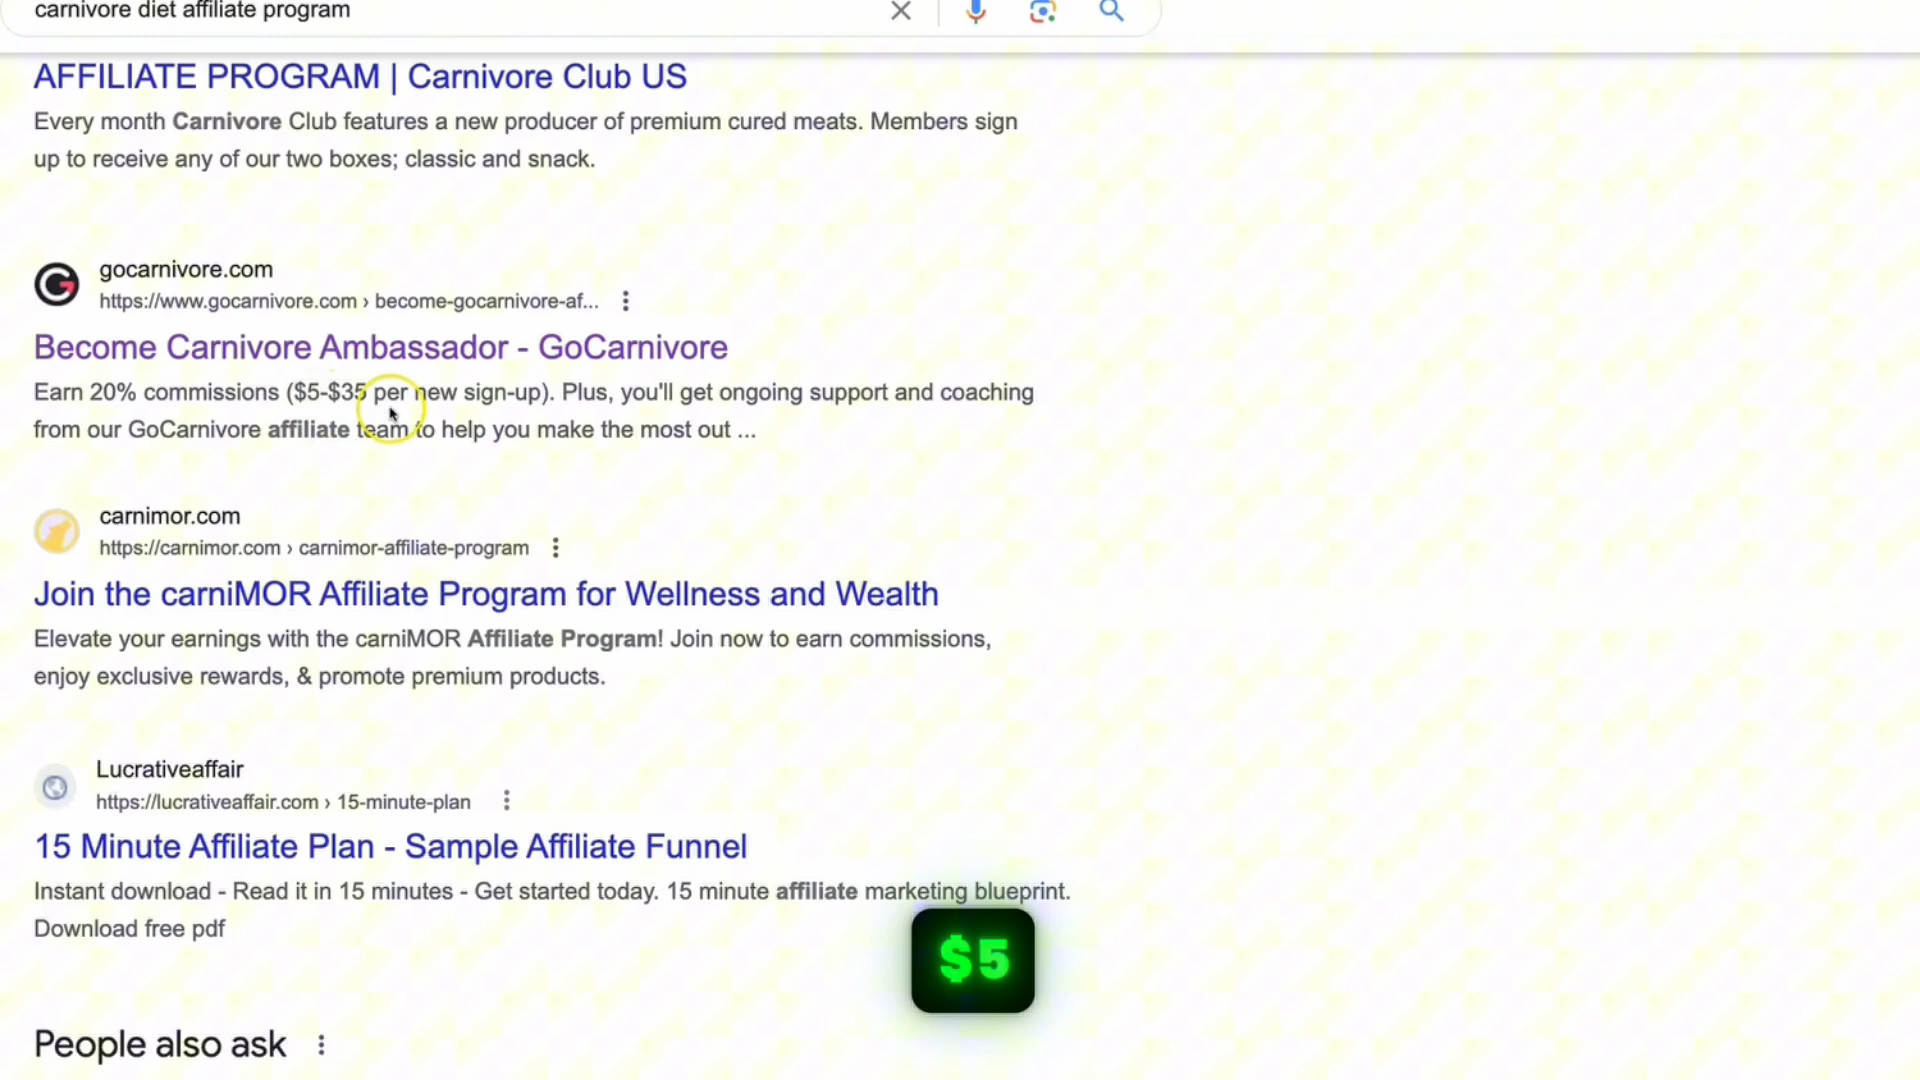 carnivore diet affiliate program
AFFILIATE PROGRAM | Carnivore Club US
Every month Carnivore Club features a new producer of premium cured meats. Members sign
up to receive any of our two boxes; classic and snack.
gocarnivore.com
https://www.gocarnivore.com › become-gocarnivore-af...
Become Carnivore Ambassador - GoCarnivore
Earn 20% commissions ($5-$35 per new sign-up). Plus, you'll get ongoing support and coaching
from our GoCarnivore affiliate team to help you make the most out ...
carnimor.com
https://carnimor.com › carnimor-affiliate-program
Join the carniMOR Affiliate Program for Wellness and Wealth
Elevate your earnings with the carniMOR Affiliate Program! Join now to earn commissions,
enjoy exclusive rewards, & promote premium products.
Lucrativeaffair
https://lucrativeaffair.com › 15-minute-plan
15 Minute Affiliate Plan - Sample Affiliate Funnel
Instant download - Read it in 15 minutes - Get started today. 15 minute affiliate marketing blueprint.
Download free pdf
$5
People also ask